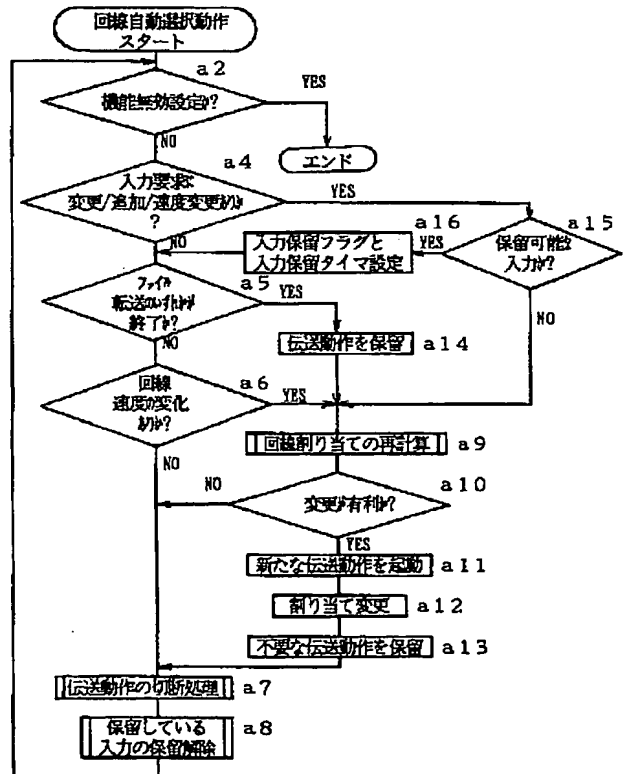 回線自動選択動作
スタート
a2
機能無効設定か?
YES
NO
エンド
a4
入力要求は
変更/追加/速度変更ありか
?
YES
NO
a15
保留可能な
入力か?
YES
NO
a16
入力保留フラグと
入力保留タイマ設定
a5
ファイル
転送のいずれかが
終了か?
YES
NO
伝送動作を保留
a14
a6
回線
速度の変化
ありか?
YES
NO
回線割り当ての再計算
a9
a10
変更が有利か?
NO
YES
新たな伝送動作を起動
a11
割り当て変更
a12
不要な伝送動作を保留
a13
伝送動作の切断処理
a7
保留している
入力の保留解除
a8